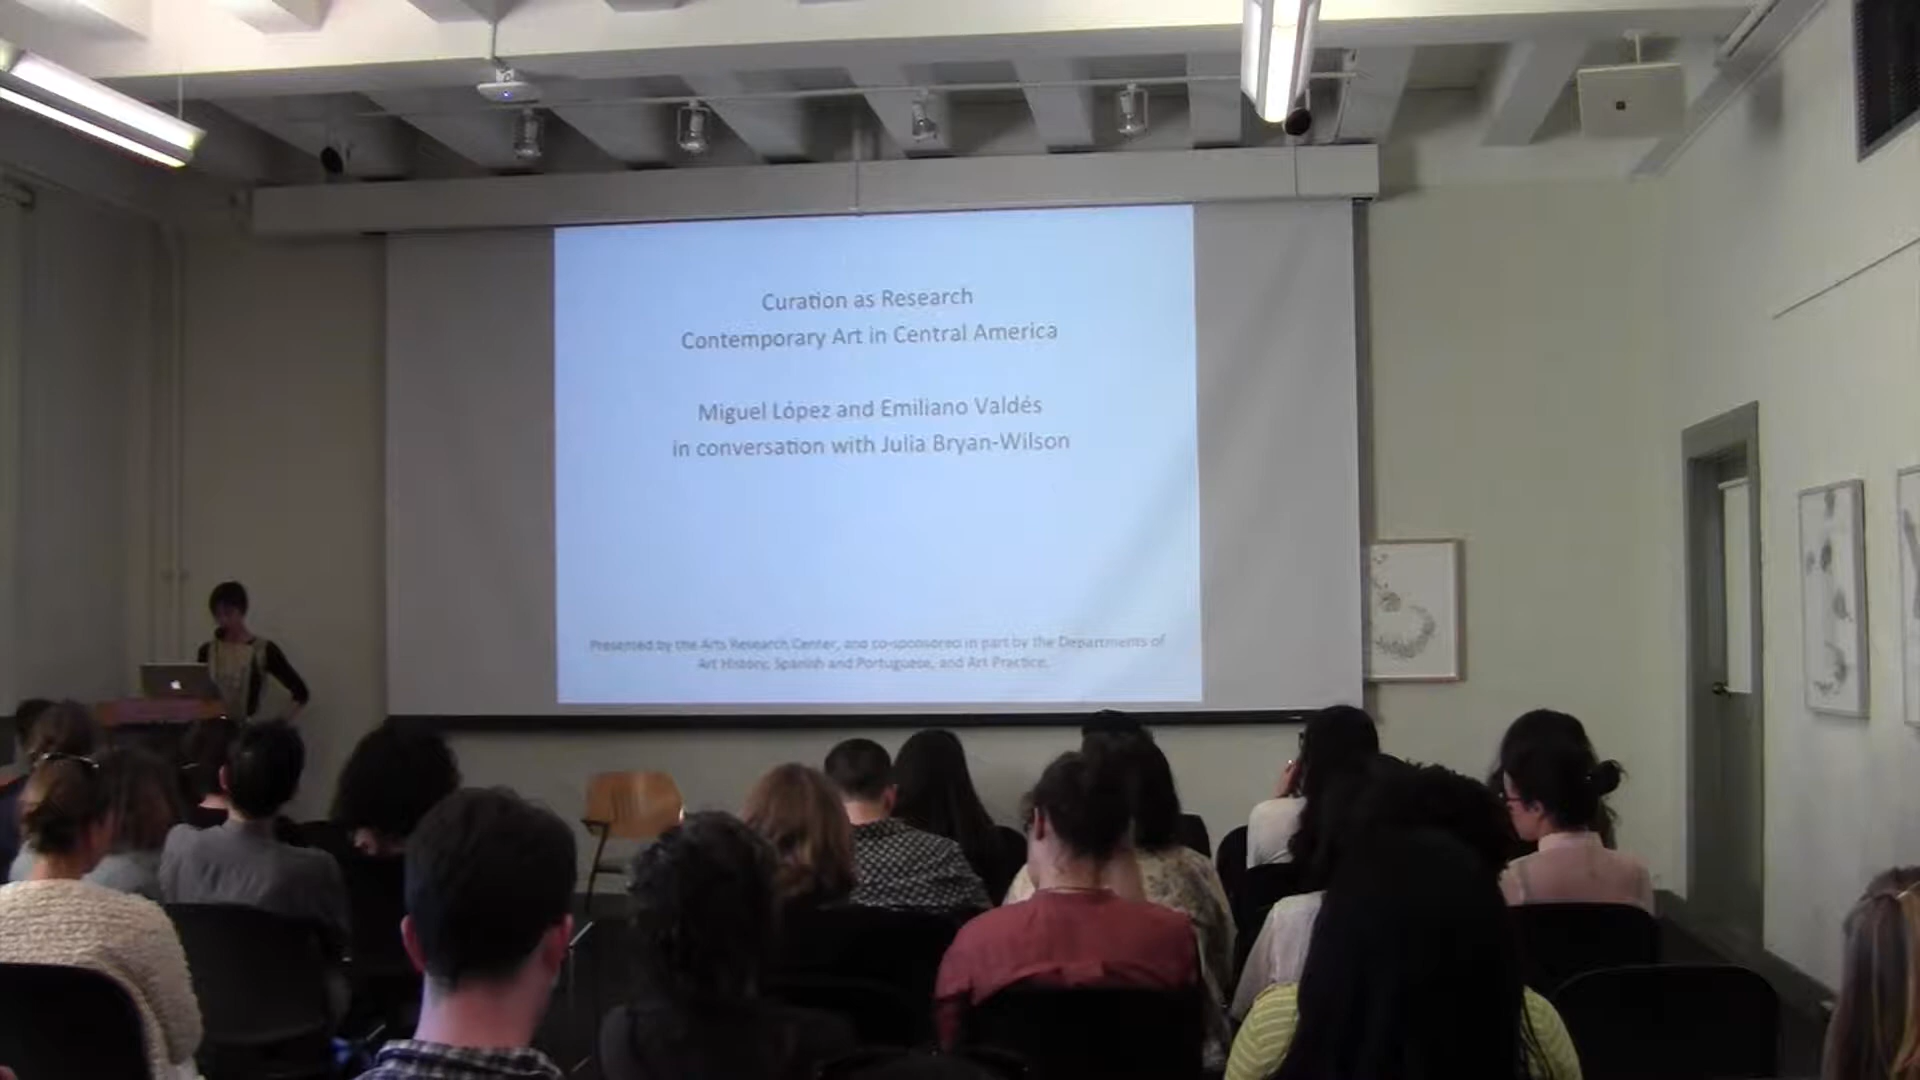 Curation as Research
Contemporary Art in Central America
Miguel López and Emiliano Valdés
in conversation with Julia Bryan-Wilson
Presented by the Arts Research Center, and co-sponsored in part by the Departments of
Art History, Spanish and Portuguese, and Art Practice.